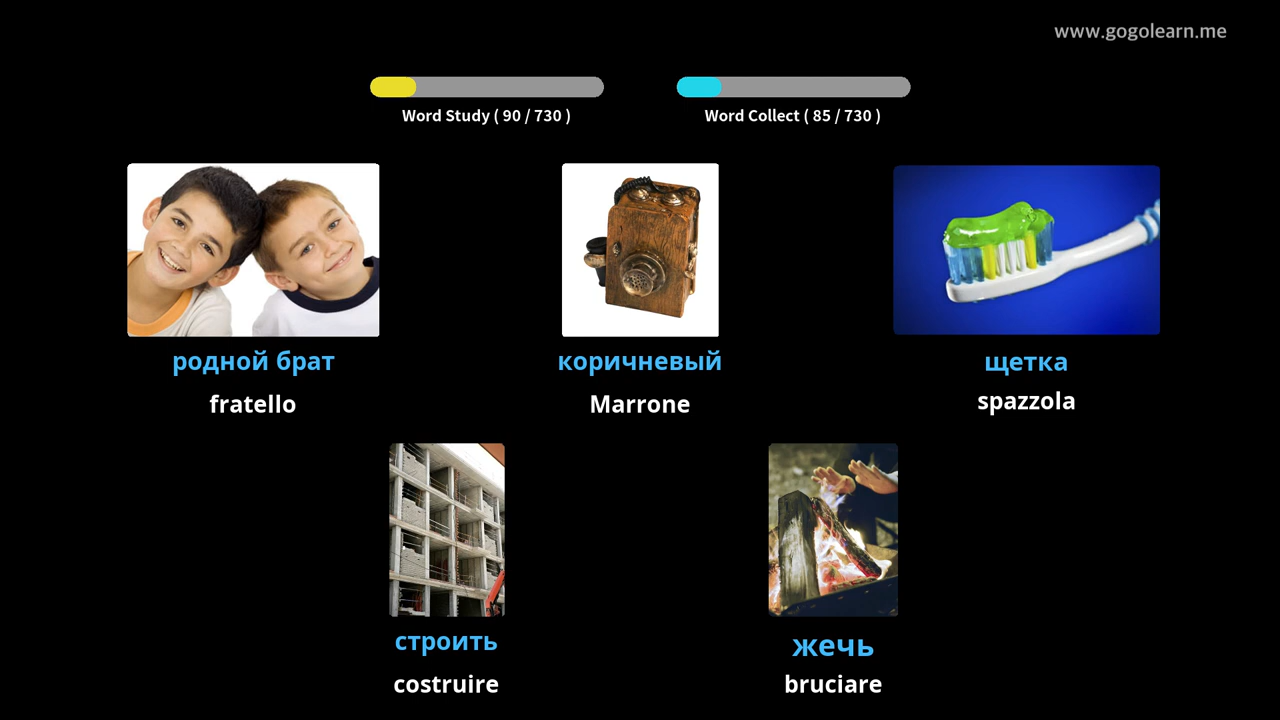 www.gogolearn.me
Word Study ( 90 / 730 )
Word Collect ( 85 / 730 )
родной брат
fratello
коричневый
Marrone
щетка
spazzola
строить
costruire
жечь
bruciare